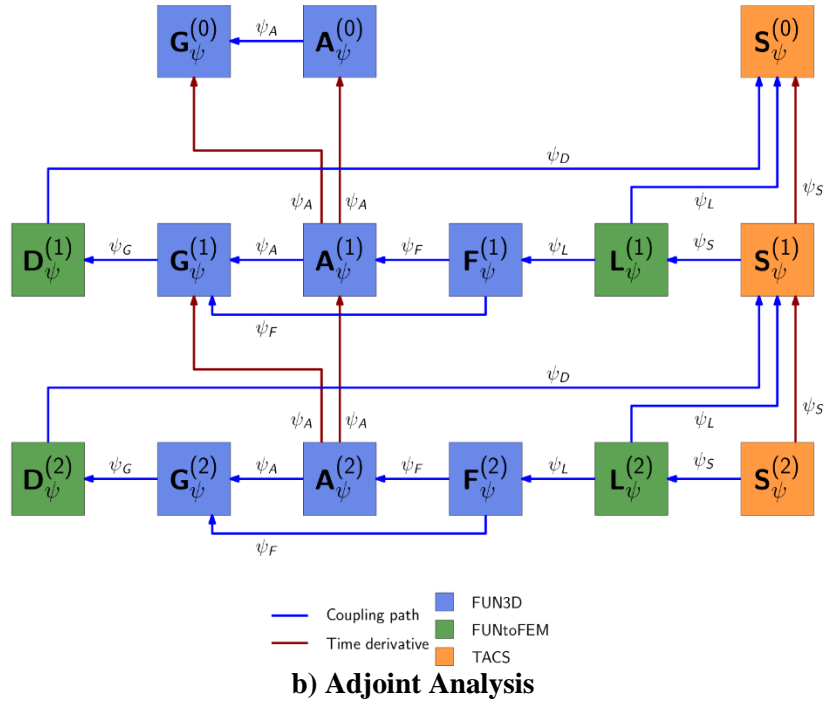 G_ψ^(0) ψ_A A_ψ^(0) S_ψ^(0)
ψ_D
ψ_A ψ_A ψ_L ψ_S
D_ψ^(1) ψ_G G_ψ^(1) ψ_A A_ψ^(1) ψ_F F_ψ^(1) ψ_L L_ψ^(1) ψ_S S_ψ^(1)
ψ_F
ψ_D
ψ_A ψ_A ψ_L ψ_S
D_ψ^(2) ψ_G G_ψ^(2) ψ_A A_ψ^(2) ψ_F F_ψ^(2) ψ_L L_ψ^(2) ψ_S S_ψ^(2)
ψ_F
Coupling path
Time derivative
FUN3D
FUNtoFEM
TACS
b) Adjoint Analysis